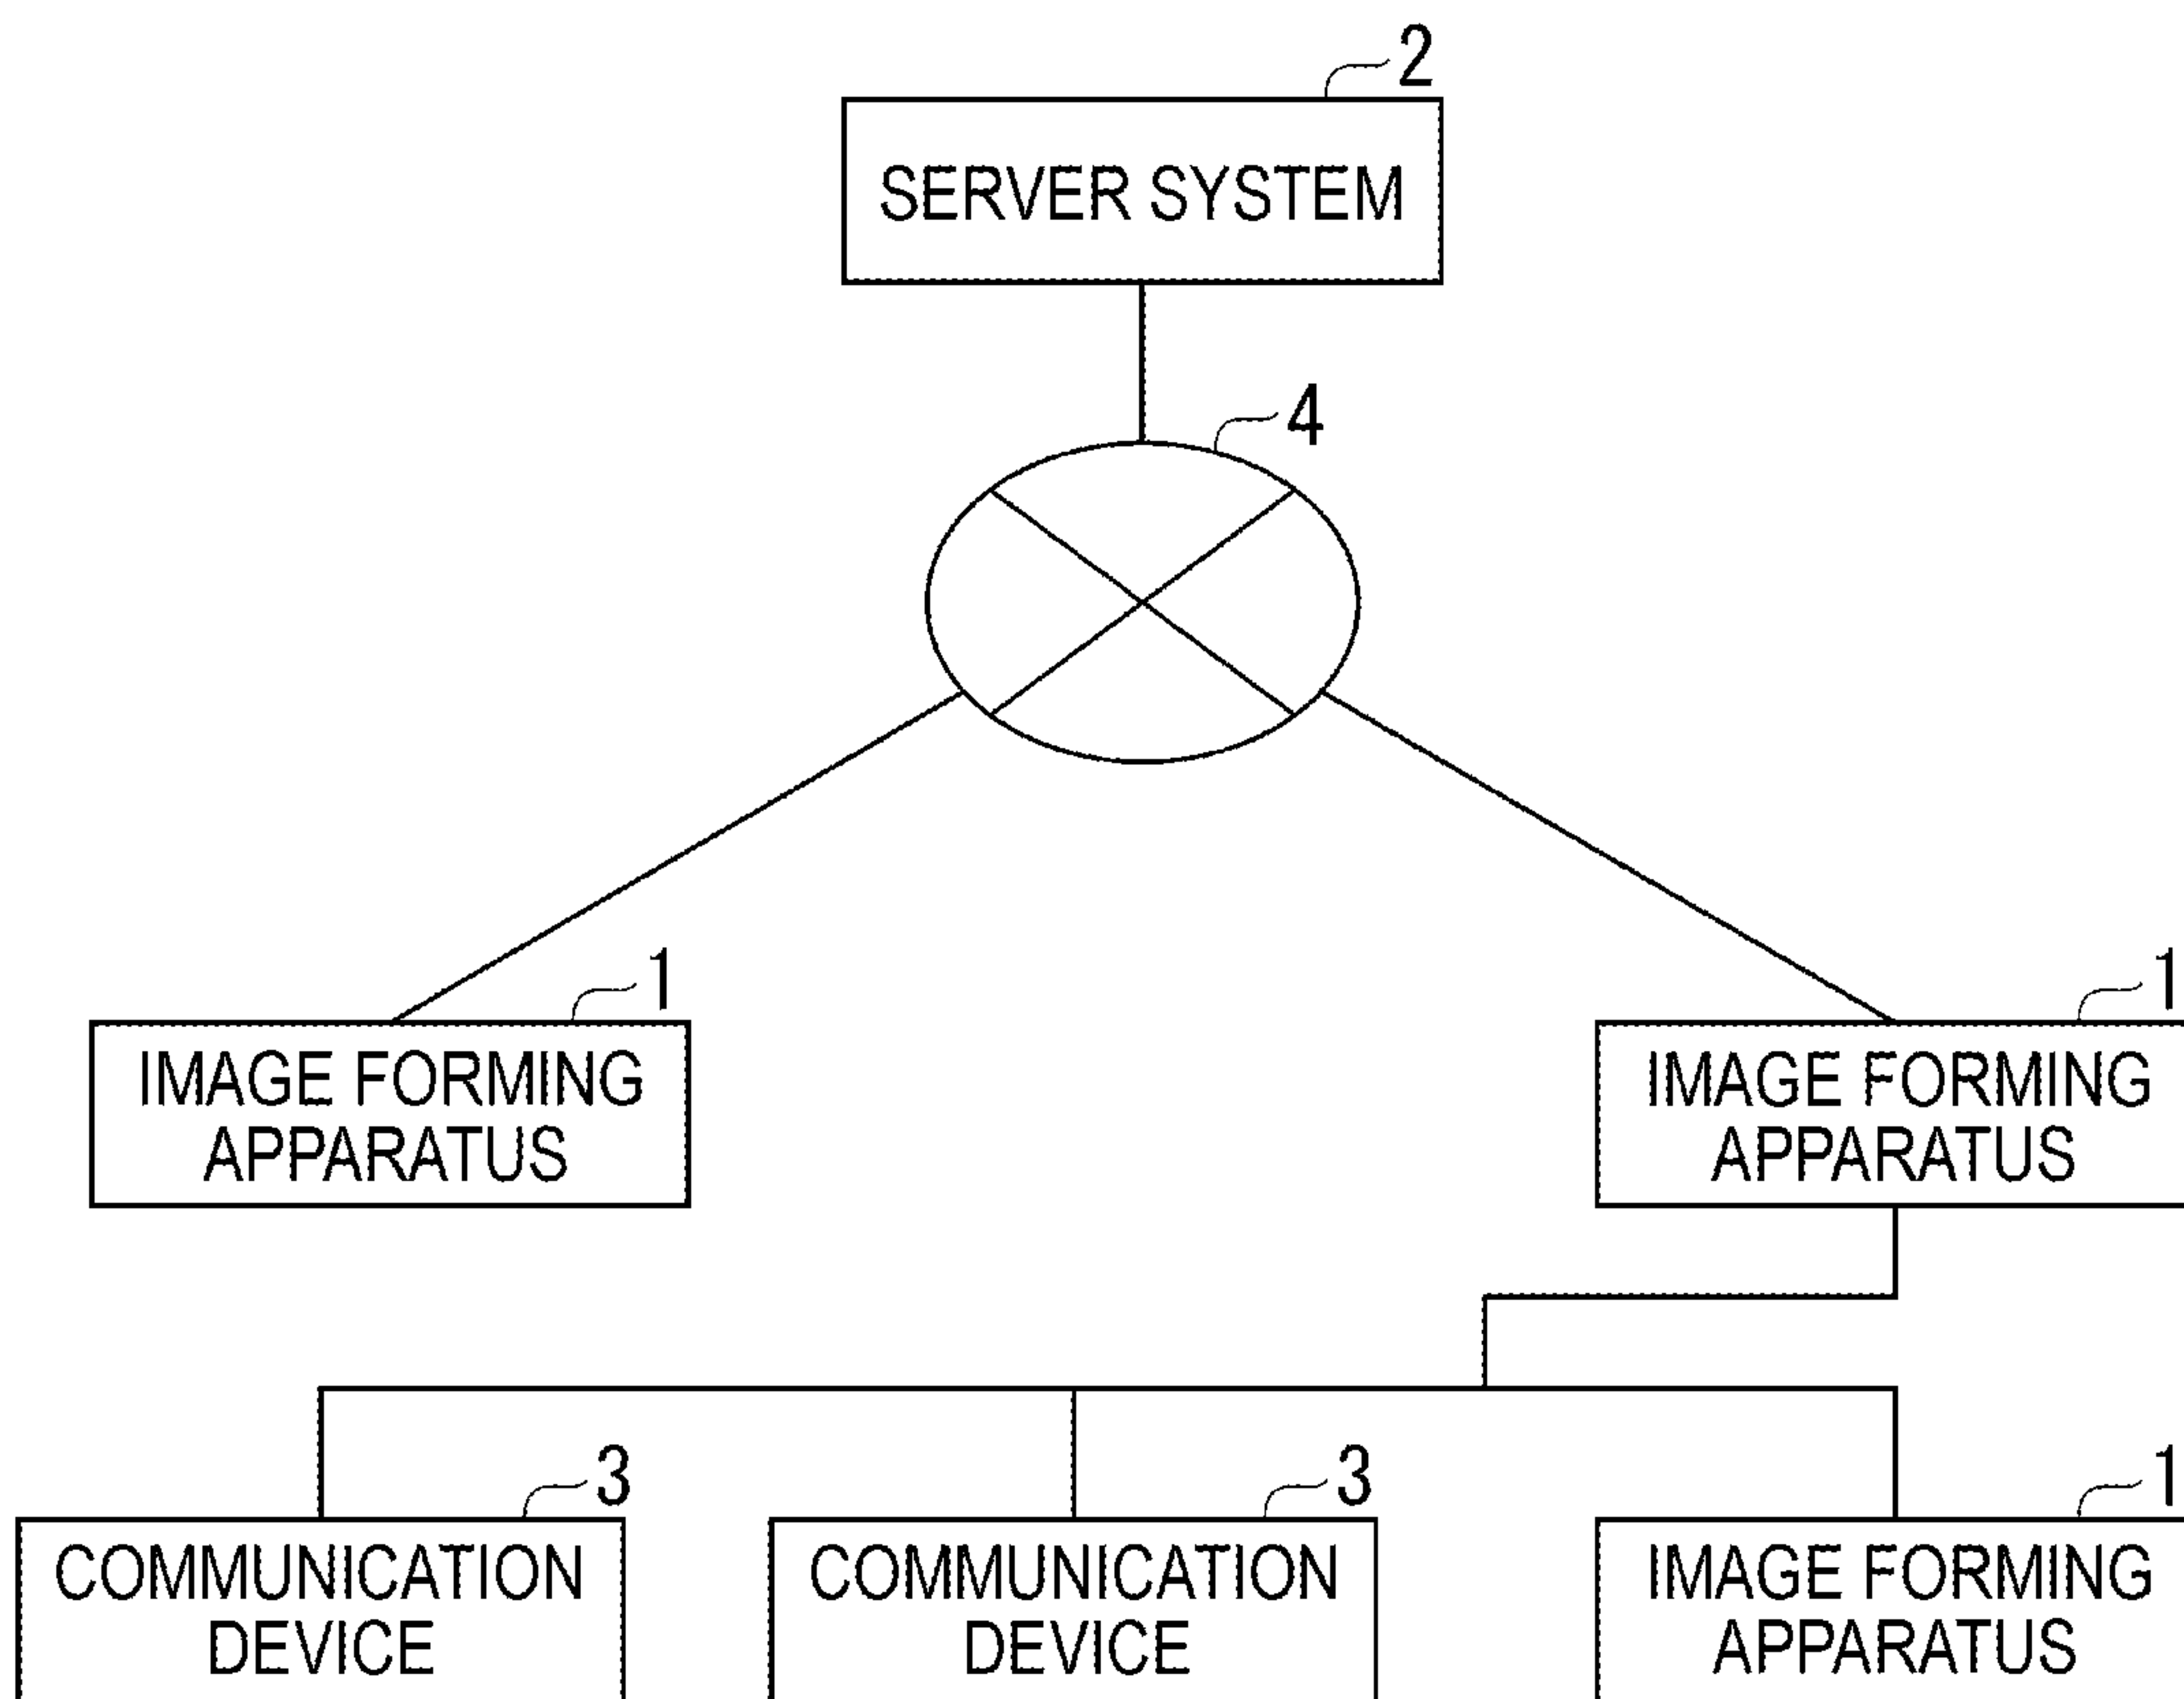 2
SERVER SYSTEM
4
1
1
IMAGE FORMING
APPARATUS
IMAGE FORMING
APPARATUS
3
3
1
COMMUNICATION
DEVICE
COMMUNICATION
DEVICE
IMAGE FORMING
APPARATUS